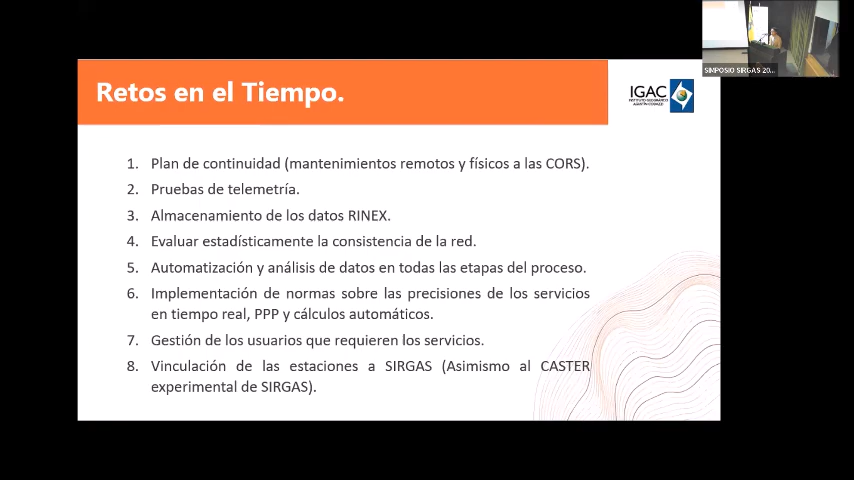 SIMPOSIO SIRGAS 20...
Retos en el Tiempo.
IGAC
INSTITUTO GEOGRÁFICO
AGUSTÍN CODAZZI
1. Plan de continuidad (mantenimientos remotos y físicos a las CORS).
2. Pruebas de telemetría.
3. Almacenamiento de los datos RINEX.
4. Evaluar estadísticamente la consistencia de la red.
5. Automatización y análisis de datos en todas las etapas del proceso.
6. Implementación de normas sobre las precisiones de los servicios
en tiempo real, PPP y cálculos automáticos.
7. Gestión de los usuarios que requieren los servicios.
8. Vinculación de las estaciones a SIRGAS (Asimismo al CASTER
experimental de SIRGAS).